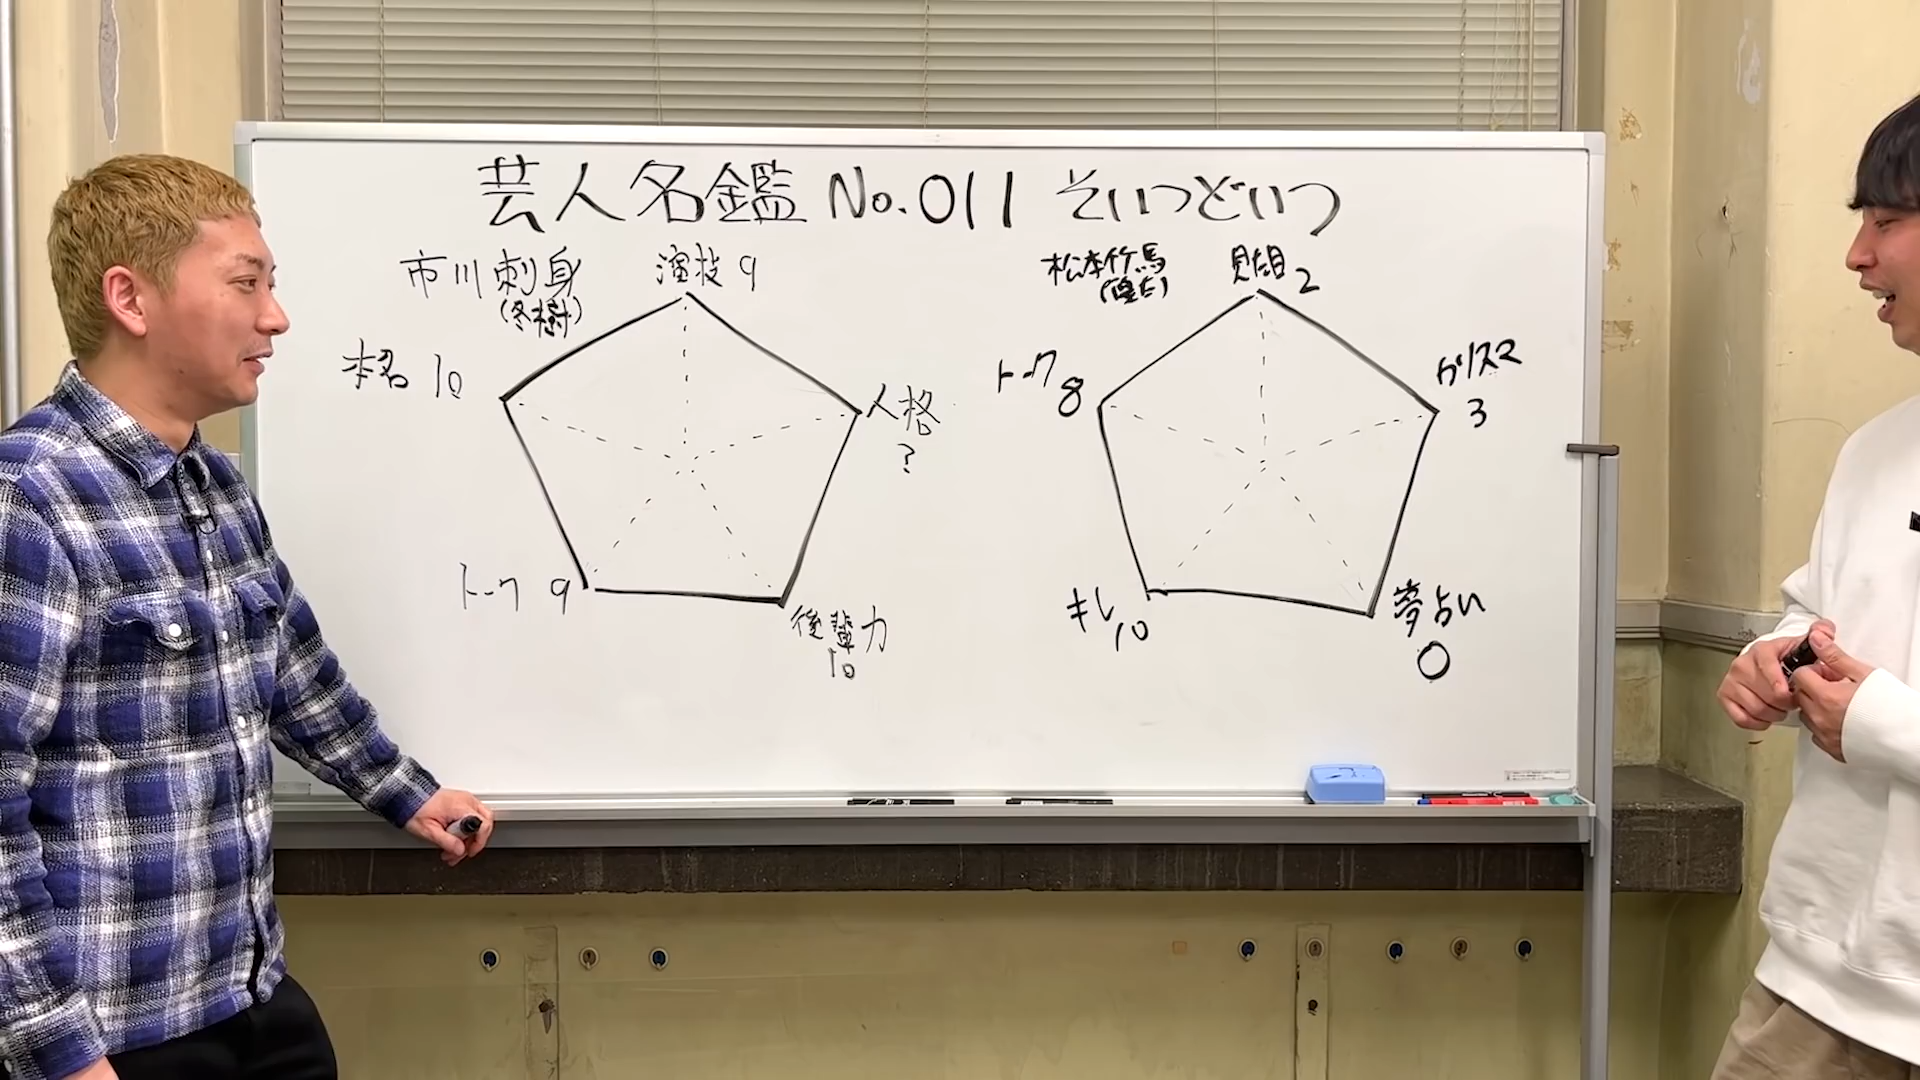 芸人名鑑 No.011 そいつどいつ
市川刺身
(冬樹)
演技 9
人格
?
後輩力
10
トーク 9
本名 10
松本竹馬
見た目 2
カリスマ
3
夢占い
0
キレ
10
トーク
8